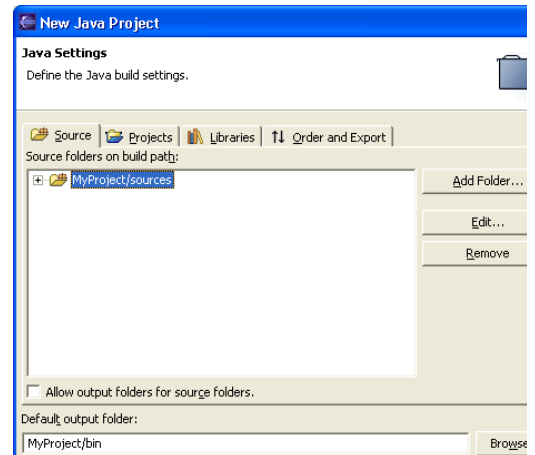 New Java Project
Java Settings
Define the Java build settings.
Source Projects Libraries Order and Export
Source folders on build path:
MyProject/sources
Add Folder...
Edit...
Remove
Allow output folders for source folders.
Default output folder:
MyProject/bin
Browse